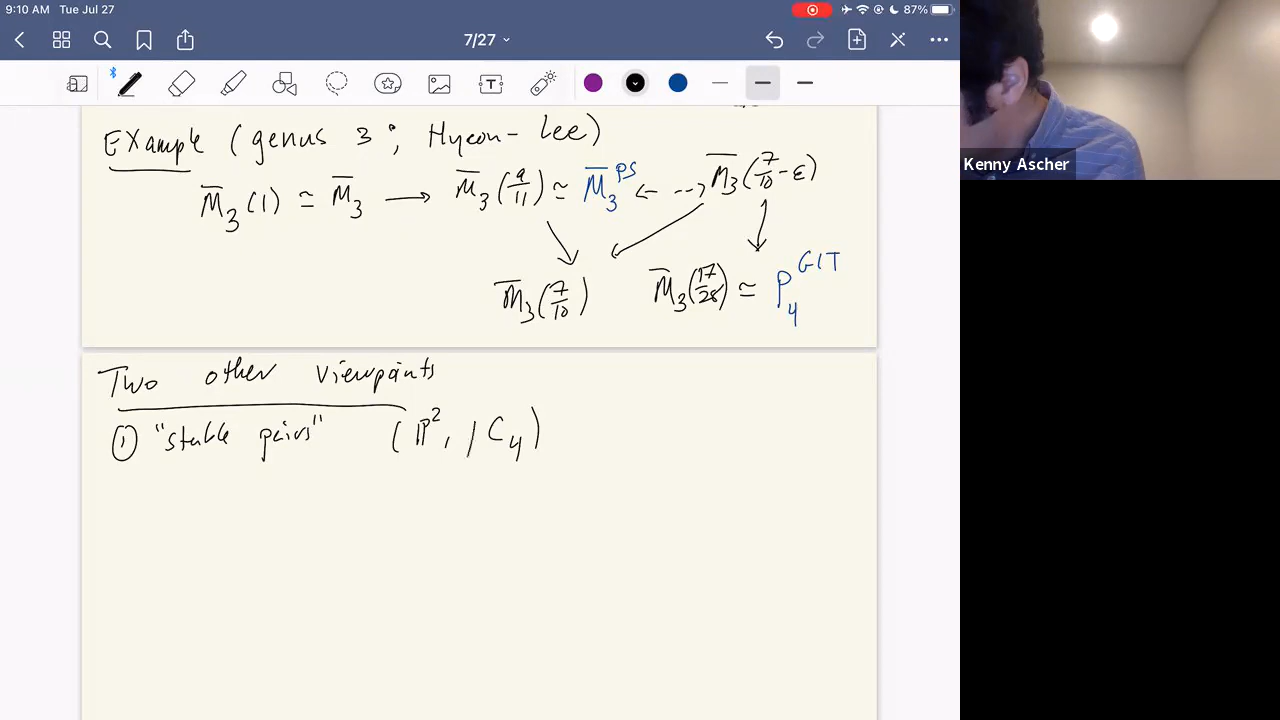 9:10 AM Tue Jul 27
87%
7/27
Example (genus 3; Hyeon-Lee)
M̄₃(1) ≃ M̄₃ → M̄₃(9/11) ≃ M̄₃^PS ⇠⇢ M̄₃(7/10-ε)
M̄₃(7/10) M̄₃(17/28) ≃ P₄^GIT
Two other viewpoints
① "stable pairs" (ℙ², C₄)
Kenny Ascher